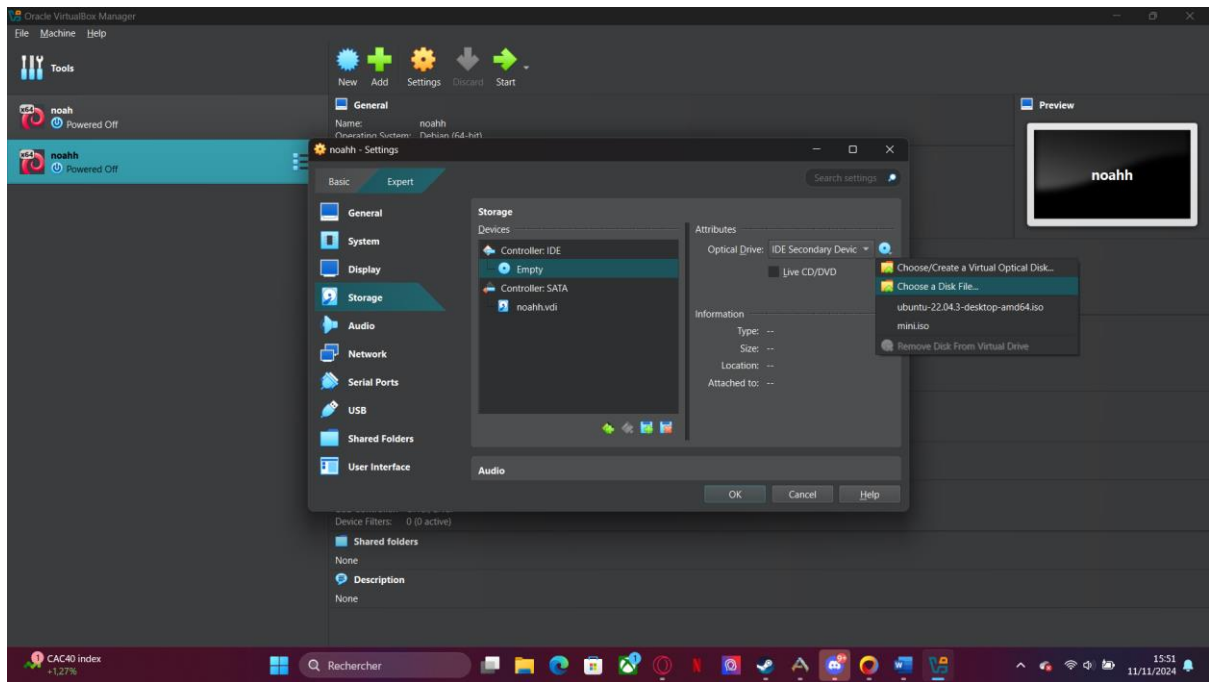 Oracle VirtualBox Manager
File Machine Help
Tools
New Add Settings Discard Start
noah
Powered Off
noahh
Powered Off
General
Name: noahh
Operating System: Debian (64-bit)
Preview
noahh
noahh - Settings
Basic Expert
Search settings
General
System
Display
Storage
Audio
Network
Serial Ports
USB
Shared Folders
User Interface
Storage
Devices
Controller: IDE
Empty
Controller: SATA
noahh.vdi
Attributes
Optical Drive: IDE Secondary Devic
Live CD/DVD
Information
Type: --
Size: --
Location: --
Attached to: --
Choose/Create a Virtual Optical Disk...
Choose a Disk File...
ubuntu-22.04.3-desktop-amd64.iso
mini.iso
Remove Disk From Virtual Drive
Audio
OK Cancel Help
Device Filters: 0 (0 active)
Shared folders
None
Description
None
CAC40 index
+1,27%
Rechercher
15:51
11/11/2024